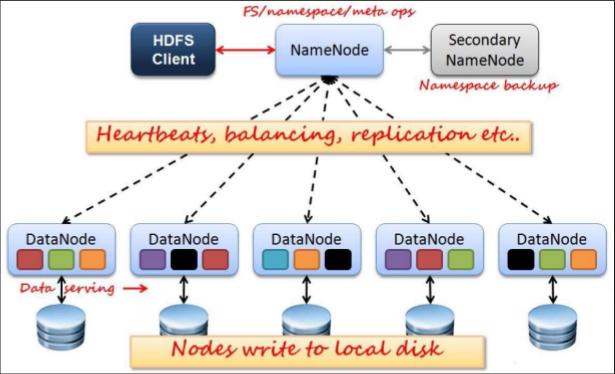 FS/namespace/meta ops
HDFS
Client
NameNode
Secondary
NameNode
Namespace backup
Heartbeats, balancing, replication etc..
DataNode
DataNode
DataNode
DataNode
DataNode
Data serving
Nodes write to local disk